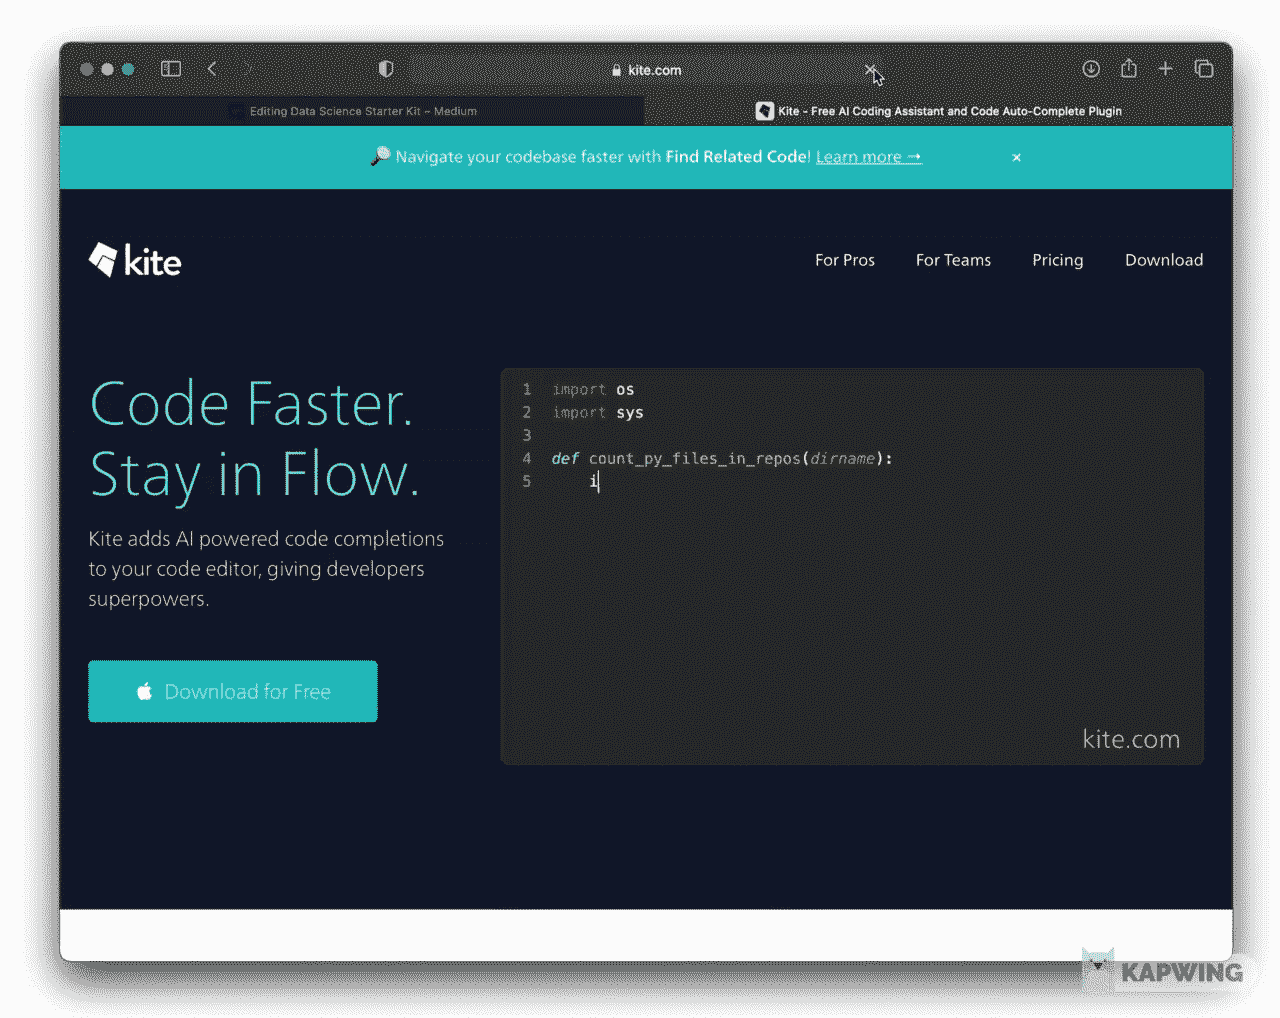 kite.com
Editing Data Science Starter Kit – Medium
Kite - Free AI Coding Assistant and Code Auto-Complete Plugin
Navigate your codebase faster with Find Related Code! Learn more →
kite
For Pros
For Teams
Pricing
Download
Code Faster.
Stay in Flow.
Kite adds AI powered code completions
to your code editor, giving developers
superpowers.
Download for Free
1 import os
2 import sys
3
4 def count_py_files_in_repos(dirname):
5 i
kite.com
KAPWING